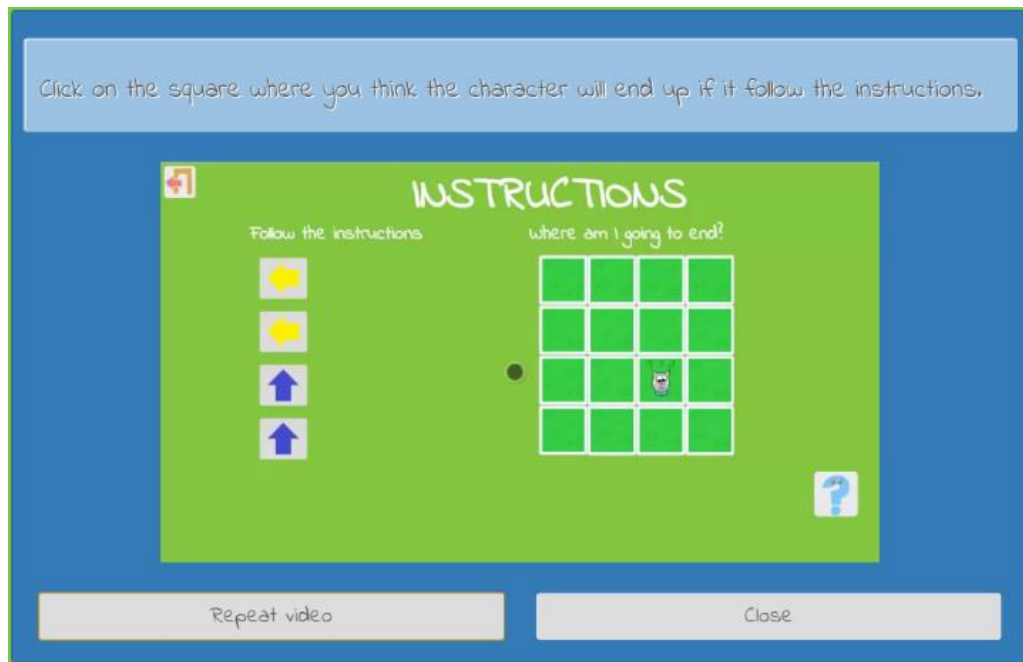 Click on the square where you think the character will end up if it follow the instructions.
INSTRUCTIONS
Follow the instructions
Where am I going to end?
Repeat video
Close